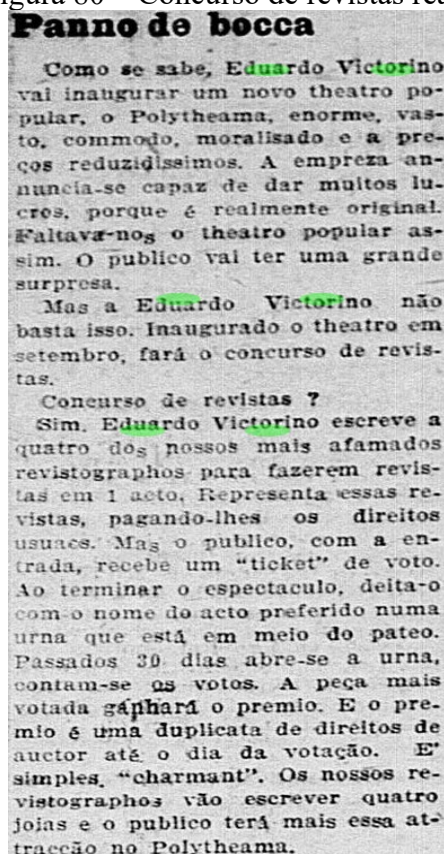 Figura 80 – Concurso de revistas
Panno de bocca
Como se sabe, Eduardo Victorino
vai inaugurar um novo theatro po-
pular, o Polytheama, enorme, vas-
to, commodo, moralisado e a pre-
ços reduzidissimos. A empreza an-
nuncia-se capaz de dar muitos lu-
cros, porque é realmente original.
Faltava-nos o theatro popular as-
sim. O publico vai ter uma grande
surpresa.
Mas a Eduardo Victorino não
basta isso. Inaugurado o theatro em
setembro, fará o concurso de revis-
tas.
Concurso de revistas ?
Sim. Eduardo Victorino escreve a
quatro dos nossos mais afamados
revistographos para fazerem revis-
tas em 1 acto. Representa essas re-
vistas, pagando-lhes os direitos
usuaes. Mas o publico, com a en-
trada, recebe um "ticket" de voto.
Ao terminar o espectaculo, deita-o
com o nome do acto preferido numa
urna que está em meio do pateo.
Passados 30 dias abre-se a urna,
contam-se os votos. A peça mais
votada ganhará o premio. E o pre-
mio é uma duplicata de direitos de
auctor até o dia da votação. E'
simples, "charmant". Os nossos re-
vistographos vão escrever quatro
joias e o publico terá mais essa at-
tracção no Polytheama.